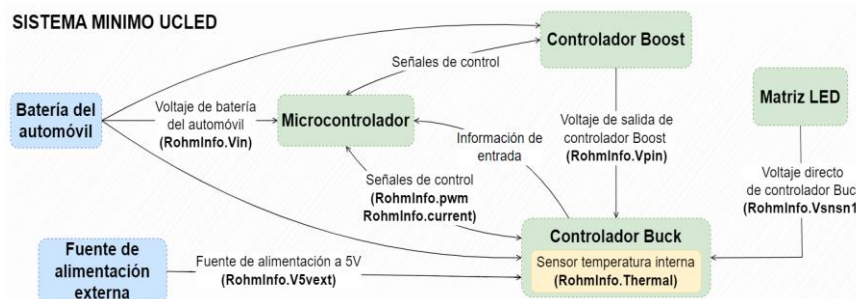 SISTEMA MINIMO UCLED
Controlador Boost
Señales de control
Batería del
automóvil
Voltaje de batería
del automóvil
(RohmInfo.Vin)
Microcontrolador
Matriz LED
Información de
entrada
Voltaje de salida de
controlador Boost
(RohmInfo.Vpin)
Señales de control
(RohmInfo.pwm
RohmInfo.current)
Voltaje directo
de controlador Buc
(RohmInfo.Vsnsn1
Controlador Buck
Sensor temperatura interna
(RohmInfo.Thermal)
Fuente de
alimentación
externa
Fuente de alimentación a 5V
(RohmInfo.V5vext)